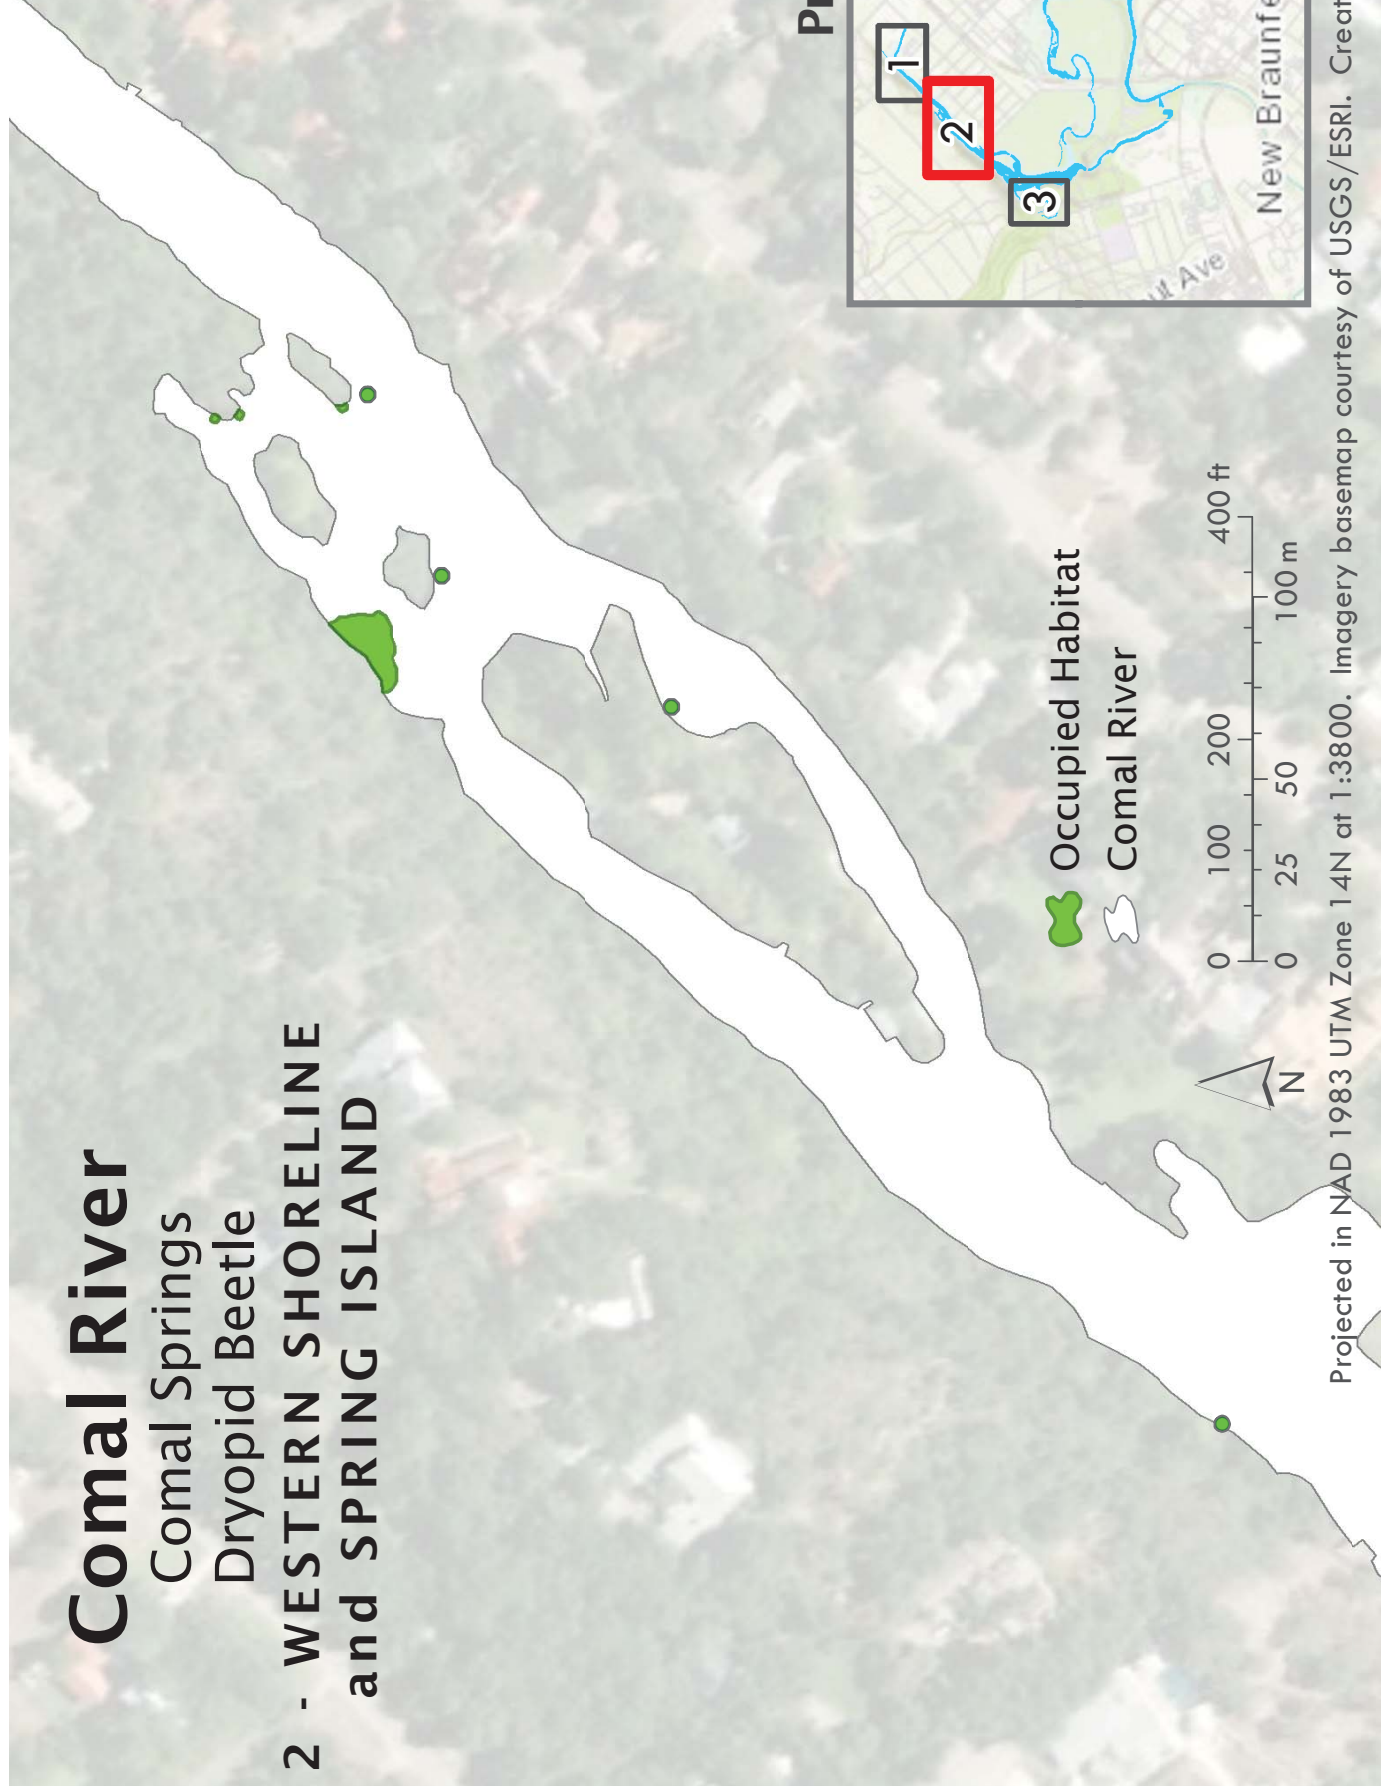 Comal River
Comal Springs
Dryopid Beetle
2 - WESTERN SHORELINE
and SPRING ISLAND
Occupied Habitat
Comal River
0 100 200 400 ft
0 25 50 100 m
N
1
2
3
New Braunfe
Ave
Projected in NAD 1983 UTM Zone 14N at 1:3800. Imagery basemap courtesy of USGS/ESRI. Creat